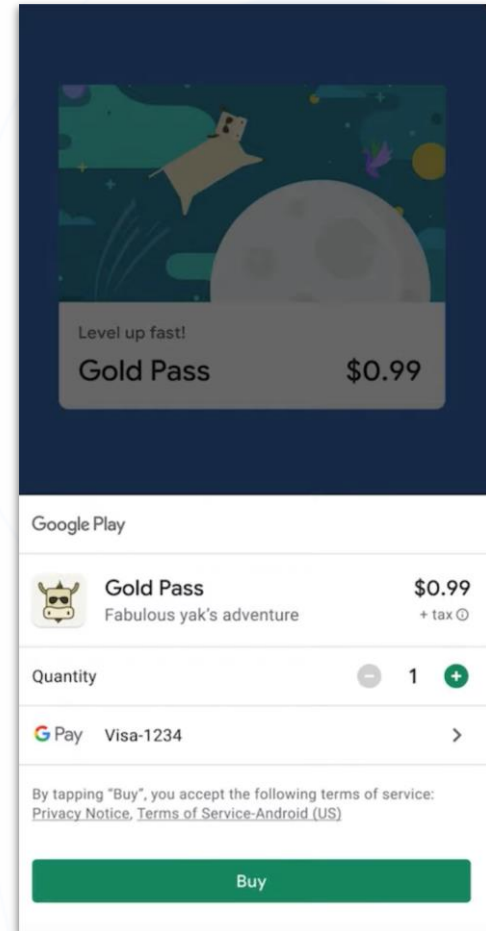 Level up fast!
Gold Pass $0.99
Google Play
Gold Pass $0.99
Fabulous yak's adventure + tax ⓘ
Quantity 1
G Pay Visa-1234
By tapping "Buy", you accept the following terms of service:
Privacy Notice, Terms of Service-Android (US)
Buy